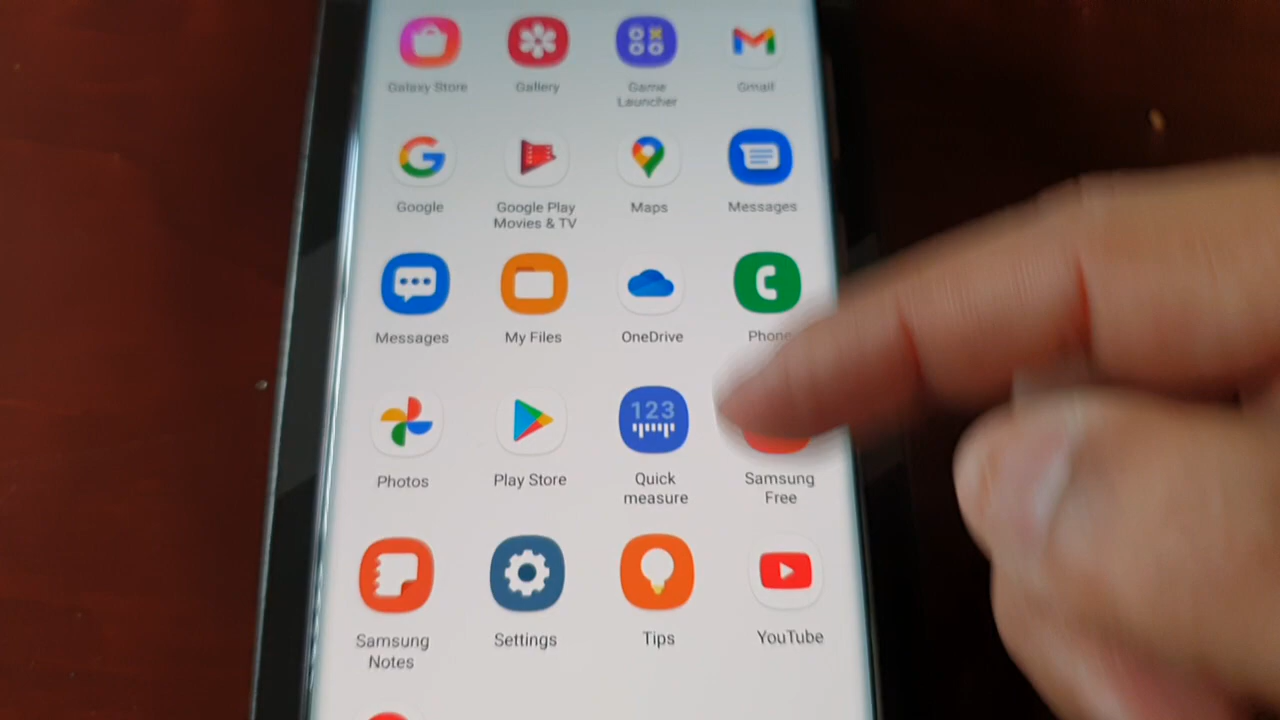 Galaxy Store
Gallery
Game
Launcher
Gmail
Google
Google Play
Movies & TV
Maps
Messages
Messages
My Files
OneDrive
Phone
Photos
Play Store
123
Quick
measure
Samsung
Free
Samsung
Notes
Settings
Tips
YouTube